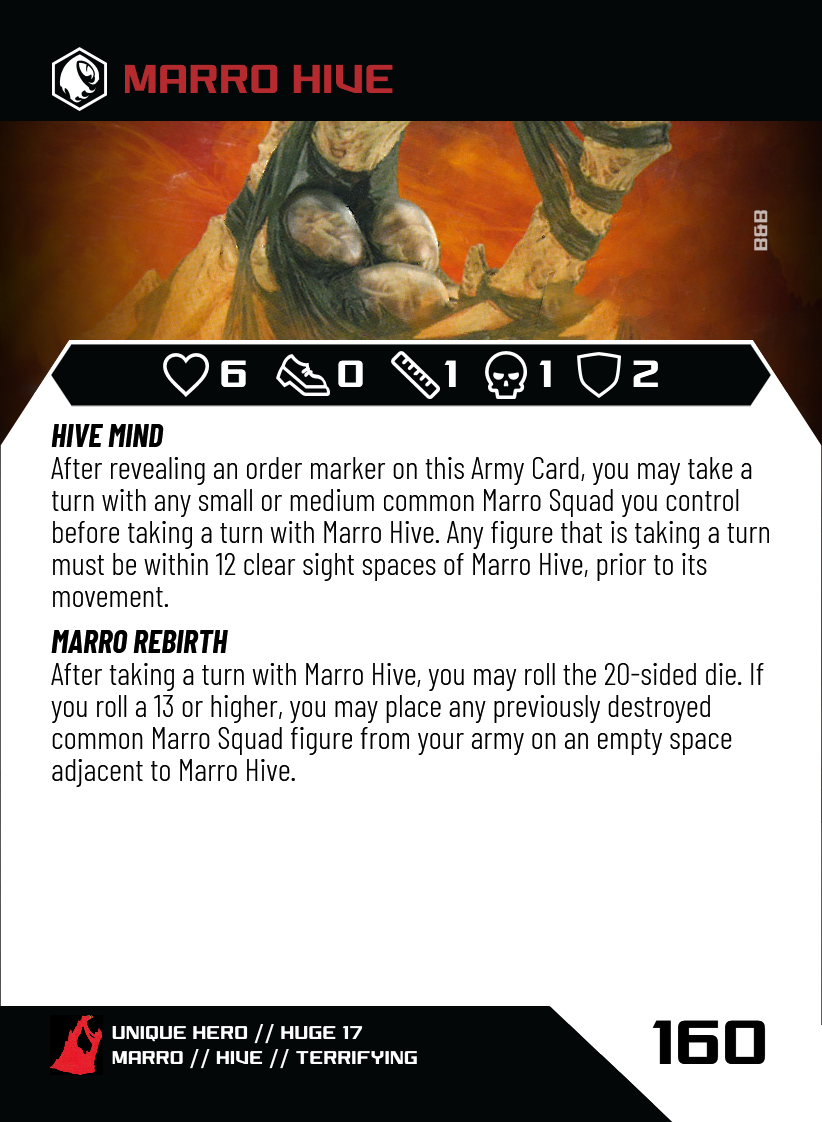 MARRO HIVE
B&B
6 0 1 1 2
HIVE MIND
After revealing an order marker on this Army Card, you may take a
turn with any small or medium common Marro Squad you control
before taking a turn with Marro Hive. Any figure that is taking a turn
must be within 12 clear sight spaces of Marro Hive, prior to its
movement.
MARRO REBIRTH
After taking a turn with Marro Hive, you may roll the 20-sided die. If
you roll a 13 or higher, you may place any previously destroyed
common Marro Squad figure from your army on an empty space
adjacent to Marro Hive.
UNIQUE HERO // HUGE 17
MARRO // HIVE // TERRIFYING
160